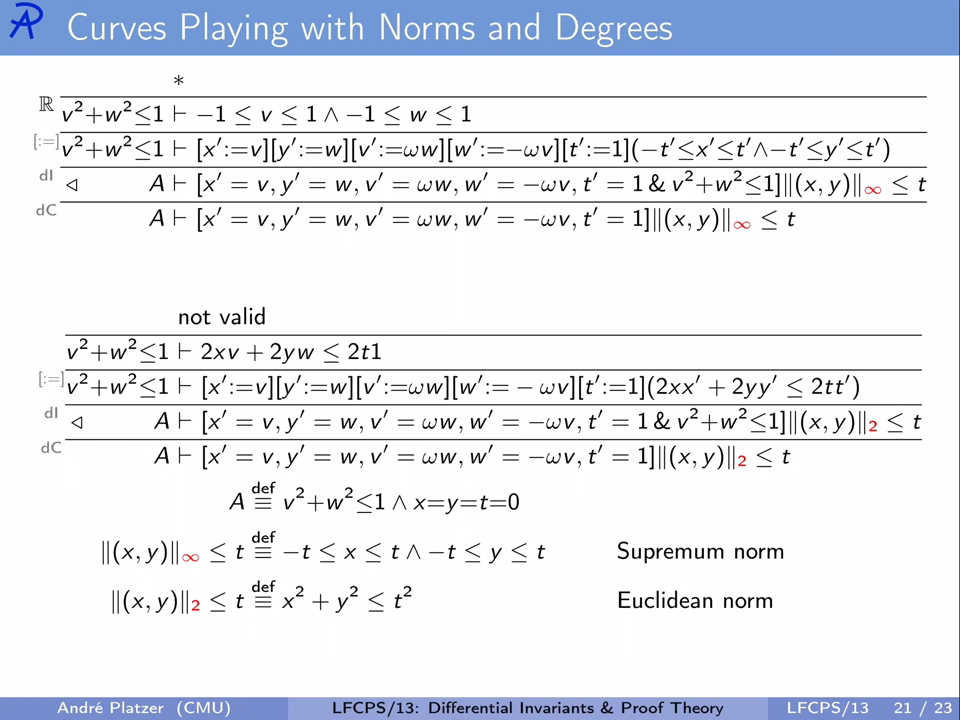 Curves Playing with Norms and Degrees
*
ℝ v²+w²≤1 ⊢ −1 ≤ v ≤ 1 ∧ −1 ≤ w ≤ 1
[:=] v²+w²≤1 ⊢ [x′:=v][y′:=w][v′:=ωw][w′:=−ωv][t′:=1](−t′≤x′≤t′∧−t′≤y′≤t′)
dI ◁ A ⊢ [x′ = v, y′ = w, v′ = ωw, w′ = −ωv, t′ = 1 & v²+w²≤1]‖(x, y)‖∞ ≤ t
dC A ⊢ [x′ = v, y′ = w, v′ = ωw, w′ = −ωv, t′ = 1]‖(x, y)‖∞ ≤ t
not valid
v²+w²≤1 ⊢ 2xv + 2yw ≤ 2t1
[:=] v²+w²≤1 ⊢ [x′:=v][y′:=w][v′:=ωw][w′:= − ωv][t′:=1](2xx′ + 2yy′ ≤ 2tt′)
dI ◁ A ⊢ [x′ = v, y′ = w, v′ = ωw, w′ = −ωv, t′ = 1 & v²+w²≤1]‖(x, y)‖₂ ≤ t
dC A ⊢ [x′ = v, y′ = w, v′ = ωw, w′ = −ωv, t′ = 1]‖(x, y)‖₂ ≤ t
A def≡ v²+w²≤1 ∧ x=y=t=0
‖(x, y)‖∞ ≤ t def≡ −t ≤ x ≤ t ∧ −t ≤ y ≤ t Supremum norm
‖(x, y)‖₂ ≤ t def≡ x² + y² ≤ t² Euclidean norm
André Platzer (CMU) LFCPS/13: Differential Invariants & Proof Theory LFCPS/13 21 / 23